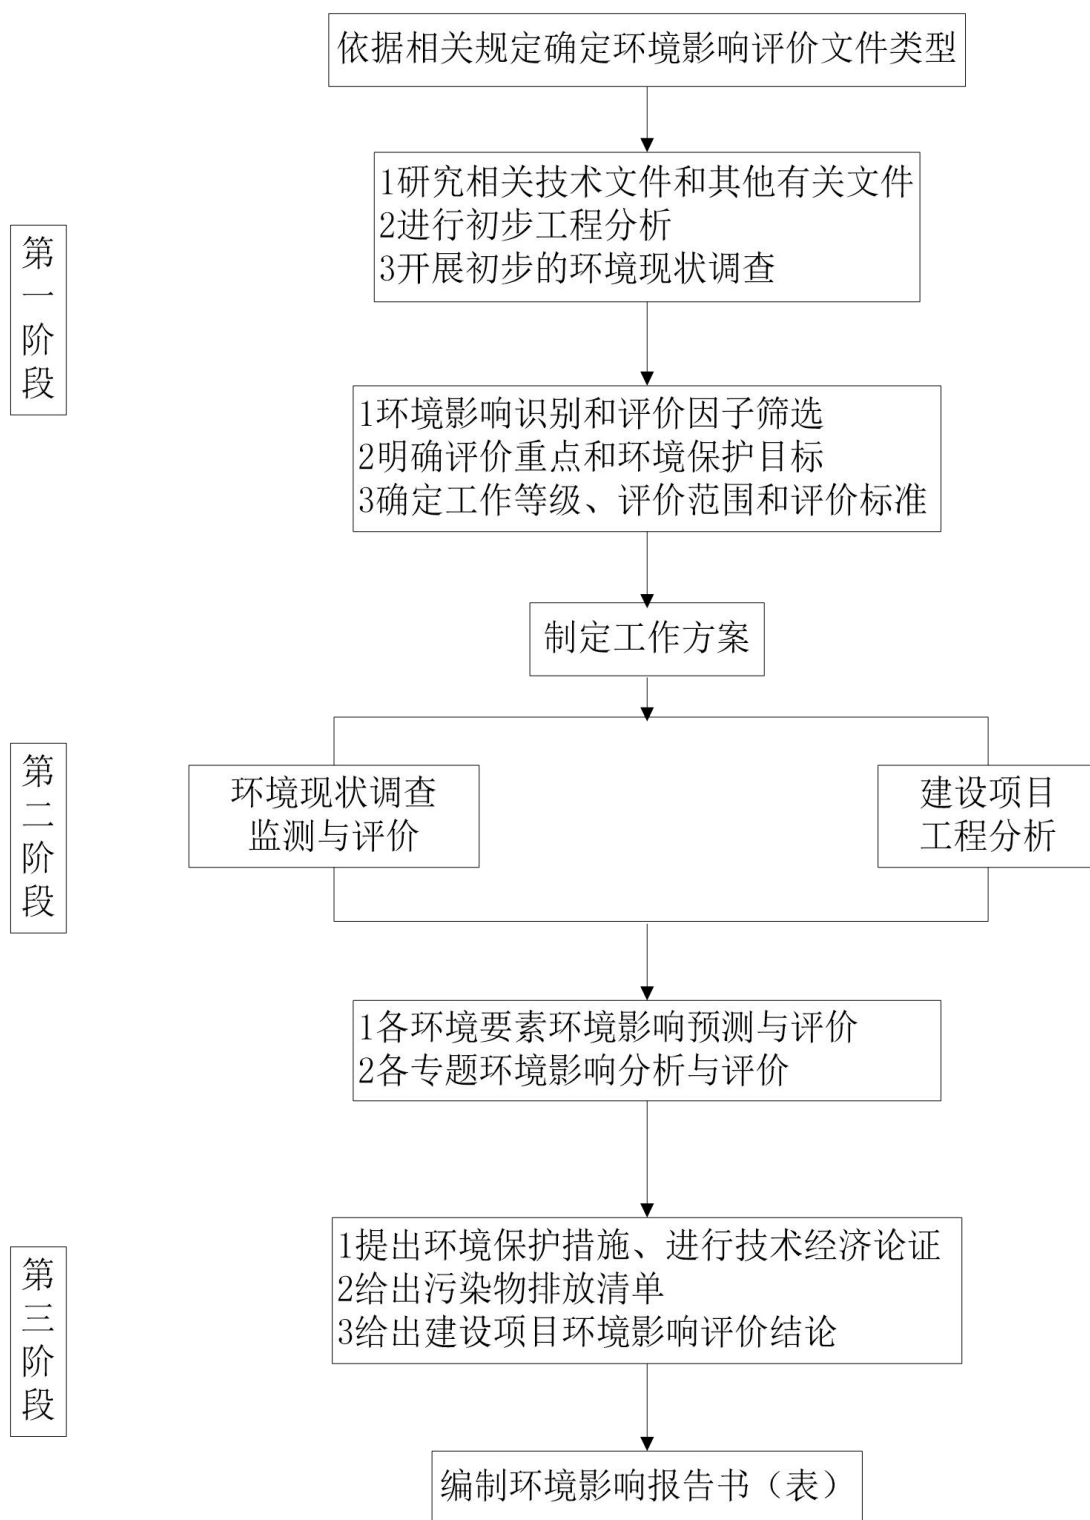 依据相关规定确定环境影响评价文件类型
1研究相关技术文件和其他有关文件
2进行初步工程分析
3开展初步的环境现状调查
第一阶段
1环境影响识别和评价因子筛选
2明确评价重点和环境保护目标
3确定工作等级、评价范围和评价标准
制定工作方案
第二阶段
环境现状调查
监测与评价
建设项目
工程分析
1各环境要素环境影响预测与评价
2各专题环境影响分析与评价
第三阶段
1提出环境保护措施、进行技术经济论证
2给出污染物排放清单
3给出建设项目环境影响评价结论
编制环境影响报告书（表）